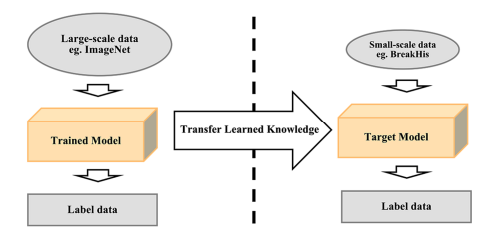 Large-scale data
eg. ImageNet
Trained Model
Label data
Transfer Learned Knowledge
Small-scale data
eg. BreakHis
Target Model
Label data